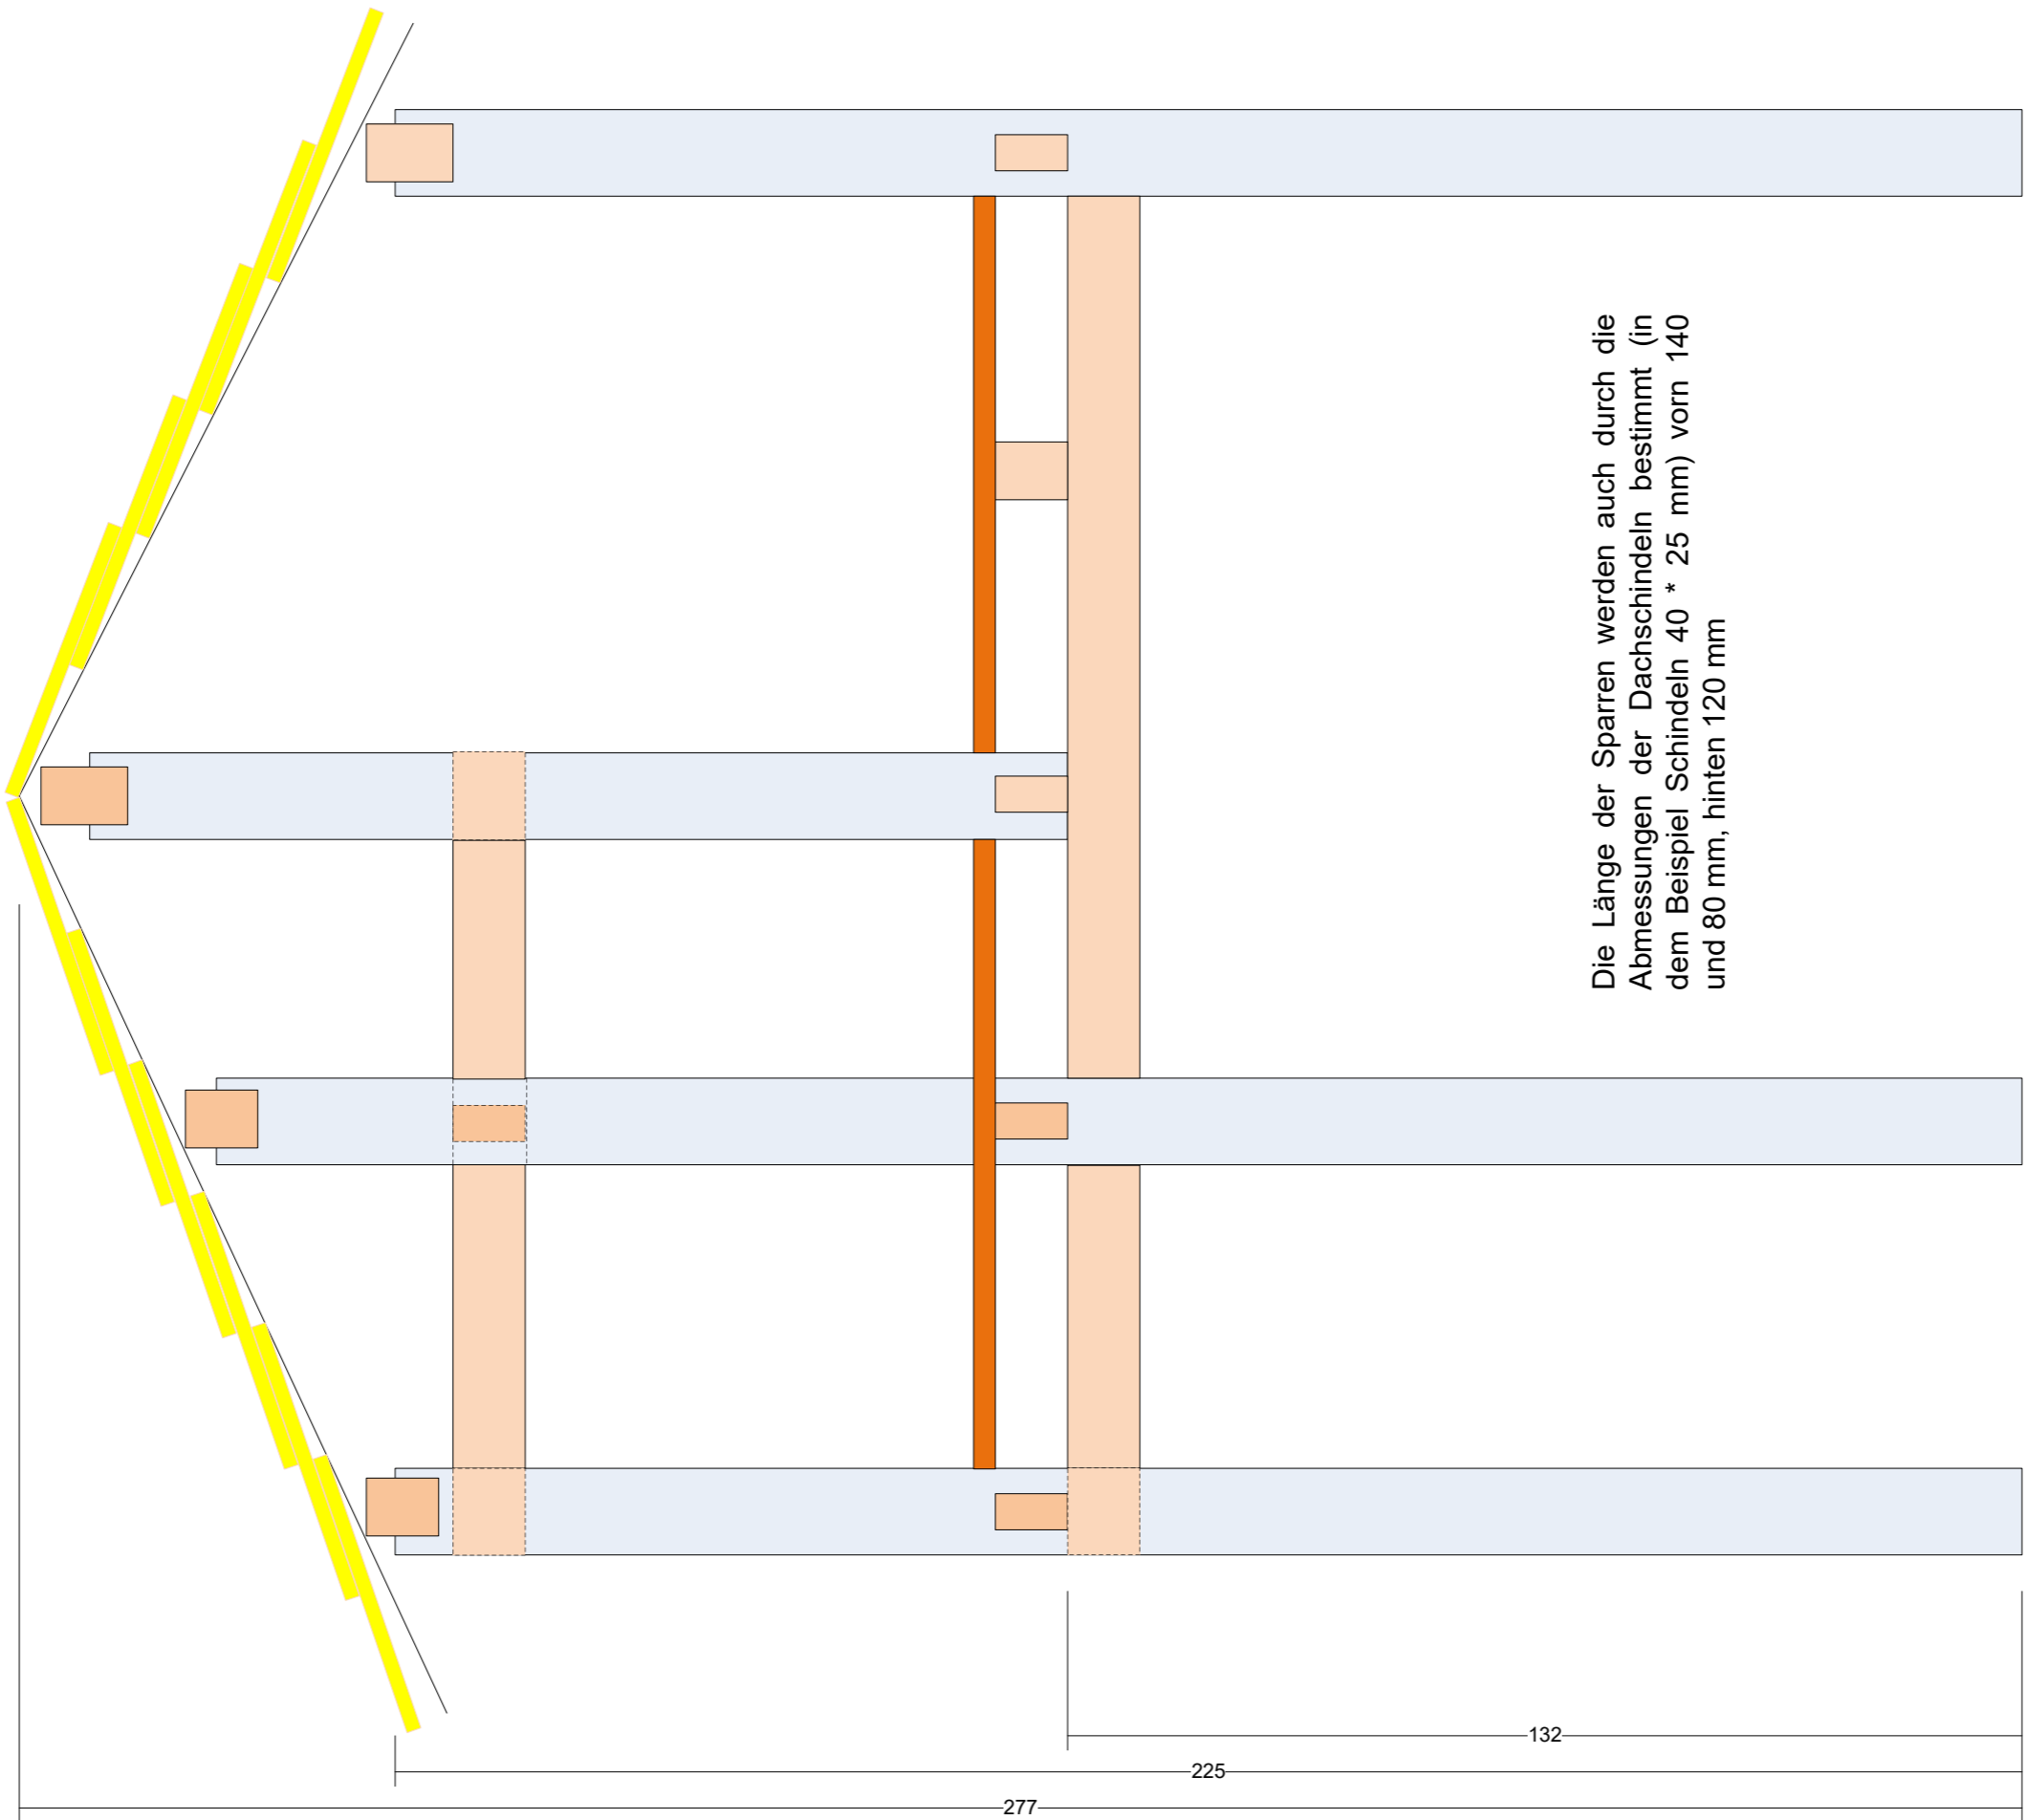 Die Länge der Sparren werden auch durch die
Abmessungen der Dachschindeln bestimmt (in
dem Beispiel Schindeln 40 * 25 mm) vorn 140
und 80 mm, hinten 120 mm
132
225
277